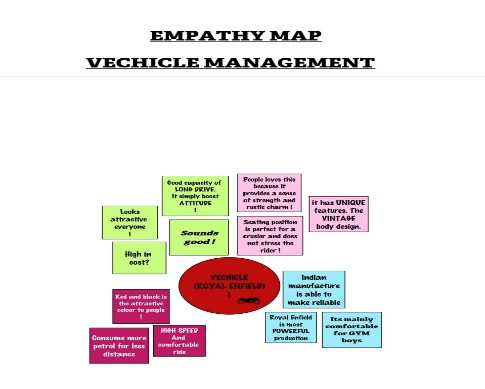 EMPATHY MAP
VECHICLE MANAGEMENT
Good capacity of
LONG DRIVE.
It simply boost
ATTITUDE
!
People loves this
because it
provides a sense
of strength and
rustic charm !
it has UNIQUE
features. The
VINTAGE
body design.
Looks
attractive
everyone
!
Sounds
good !
Seating position
is perfect for a
crusier and does
not stress the
rider !
High in
cost?
VECHICLE
(ROYAL ENFIELD)
!
Indian
manufacture
is able to
make reliable
Red and black is
the attractive
colour to people
!
Royal Enfield
is most
POWERFUL
production
Its mainly
comfortable
for GYM
boys
Consume more
petrol for less
distance
HIGH SPEED
And
comfortable
ride